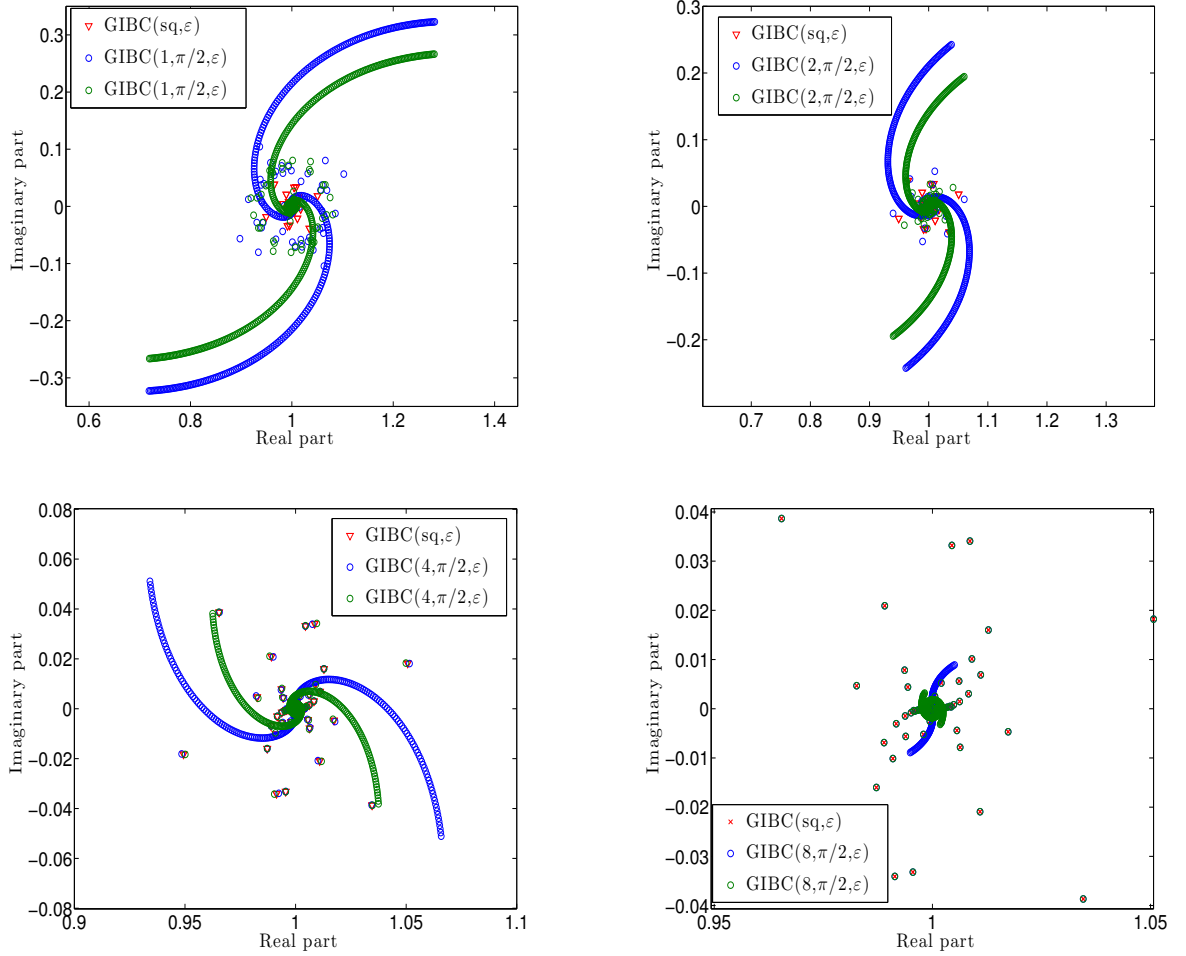 GIBC(sq,ε)
GIBC(1,π/2,ε)
GIBC(1,π/2,ε)
0.3
0.2
0.1
0
−0.1
−0.2
−0.3
Imaginary part
0.6
0.8
1
1.2
1.4
Real part
GIBC(sq,ε)
GIBC(2,π/2,ε)
GIBC(2,π/2,ε)
0.3
0.2
0.1
0
−0.1
−0.2
Imaginary part
0.7
0.8
0.9
1
1.1
1.2
1.3
Real part
GIBC(sq,ε)
GIBC(4,π/2,ε)
GIBC(4,π/2,ε)
0.08
0.06
0.04
0.02
0
−0.02
−0.04
−0.06
−0.08
Imaginary part
0.9
0.95
1
1.05
1.1
Real part
0.04
0.03
0.02
0.01
0
−0.01
−0.02
−0.03
−0.04
Imaginary part
GIBC(sq,ε)
GIBC(8,π/2,ε)
GIBC(8,π/2,ε)
0.95
1
1.05
Real part